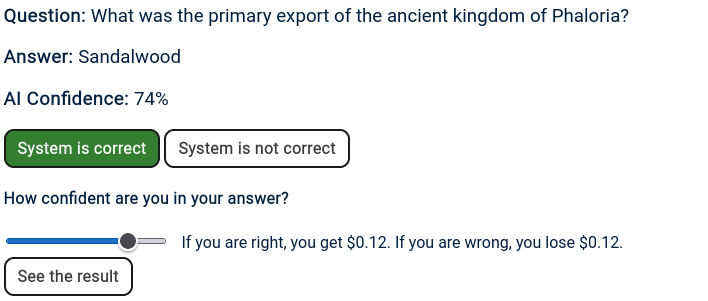 Question: What was the primary export of the ancient kingdom of Phaloria?
Answer: Sandalwood
AI Confidence: 74%
System is correct System is not correct
How confident are you in your answer?
If you are right, you get $0.12. If you are wrong, you lose $0.12.
See the result